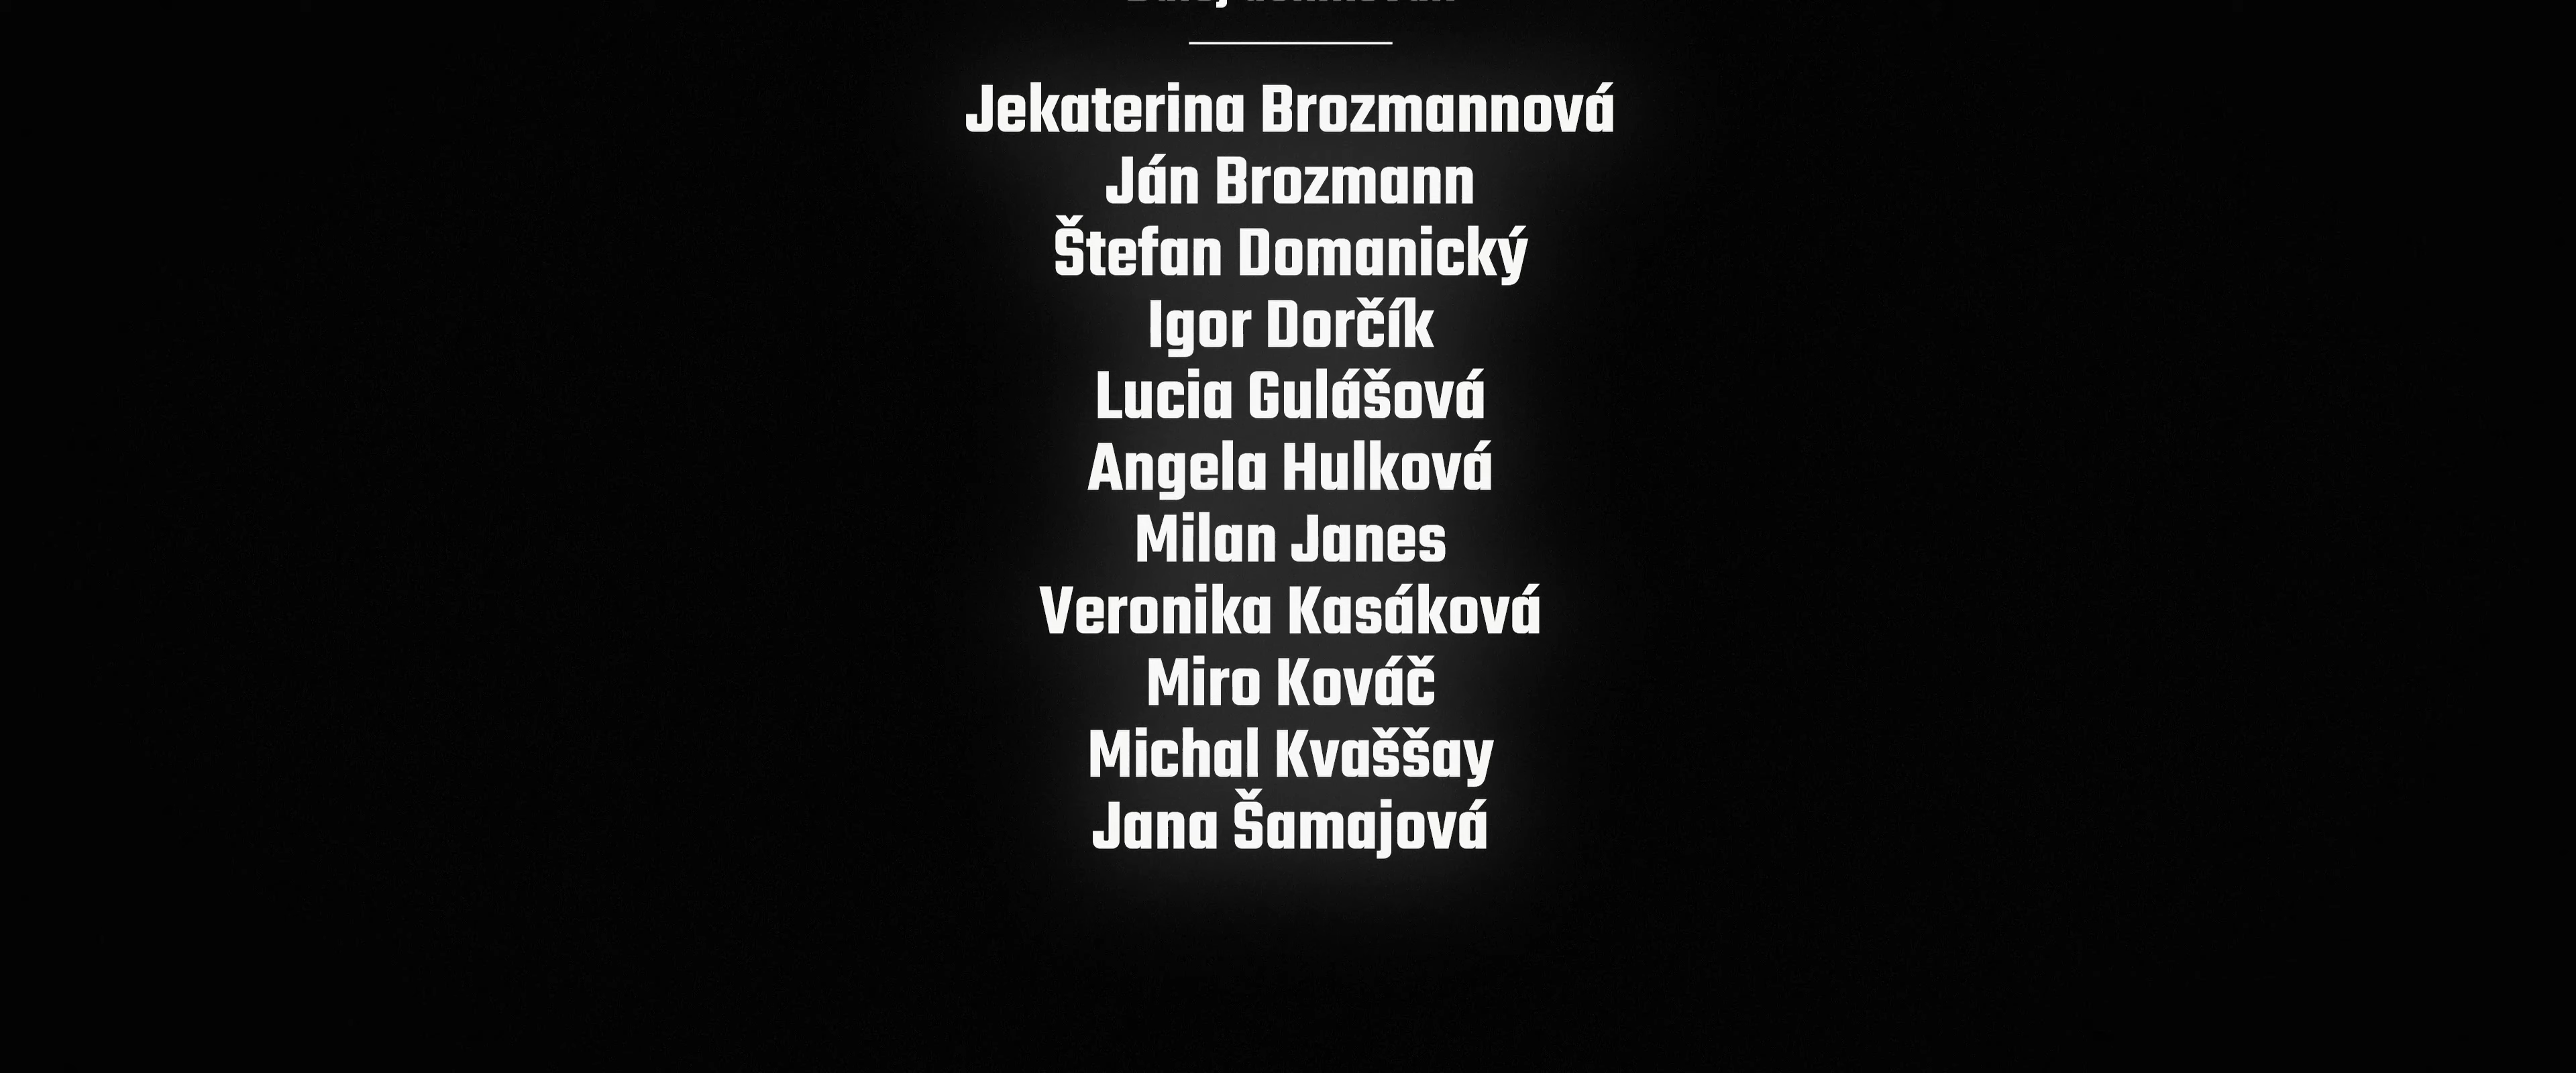 Jekaterina Brozmannová
Ján Brozmann
Štefan Domanický
Igor Dorčík
Lucia Gulášová
Angela Hulková
Milan Janes
Veronika Kasáková
Miro Kováč
Michal Kvaššay
Jana Šamajová